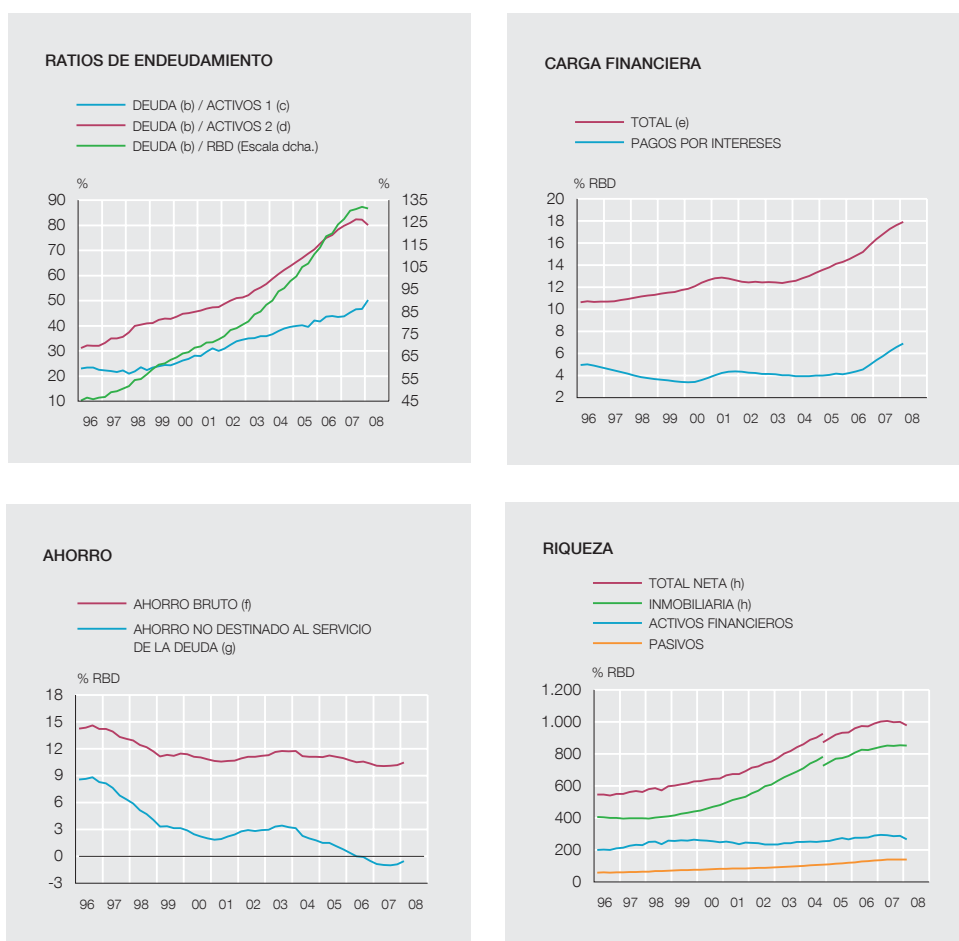 RATIOS DE ENDEUDAMIENTO
DEUDA (b) / ACTIVOS 1 (c)
DEUDA (b) / ACTIVOS 2 (d)
DEUDA (b) / RBD (Escala dcha.)
% %
90 135
80 125
70 115
60 105
50 95
40 85
30 75
20 65
10 55
45
96 97 98 99 00 01 02 03 04 05 06 07 08
CARGA FINANCIERA
TOTAL (e)
PAGOS POR INTERESES
% RBD
20
18
16
14
12
10
8
6
4
2
96 97 98 99 00 01 02 03 04 05 06 07 08
AHORRO
AHORRO BRUTO (f)
AHORRO NO DESTINADO AL SERVICIO
DE LA DEUDA (g)
% RBD
18
15
12
9
6
3
0
-3
96 97 98 99 00 01 02 03 04 05 06 07 08
RIQUEZA
TOTAL NETA (h)
INMOBILIARIA (h)
ACTIVOS FINANCIEROS
PASIVOS
% RBD
1.200
1.000
800
600
400
200
0
96 97 98 99 00 01 02 03 04 05 06 07 08